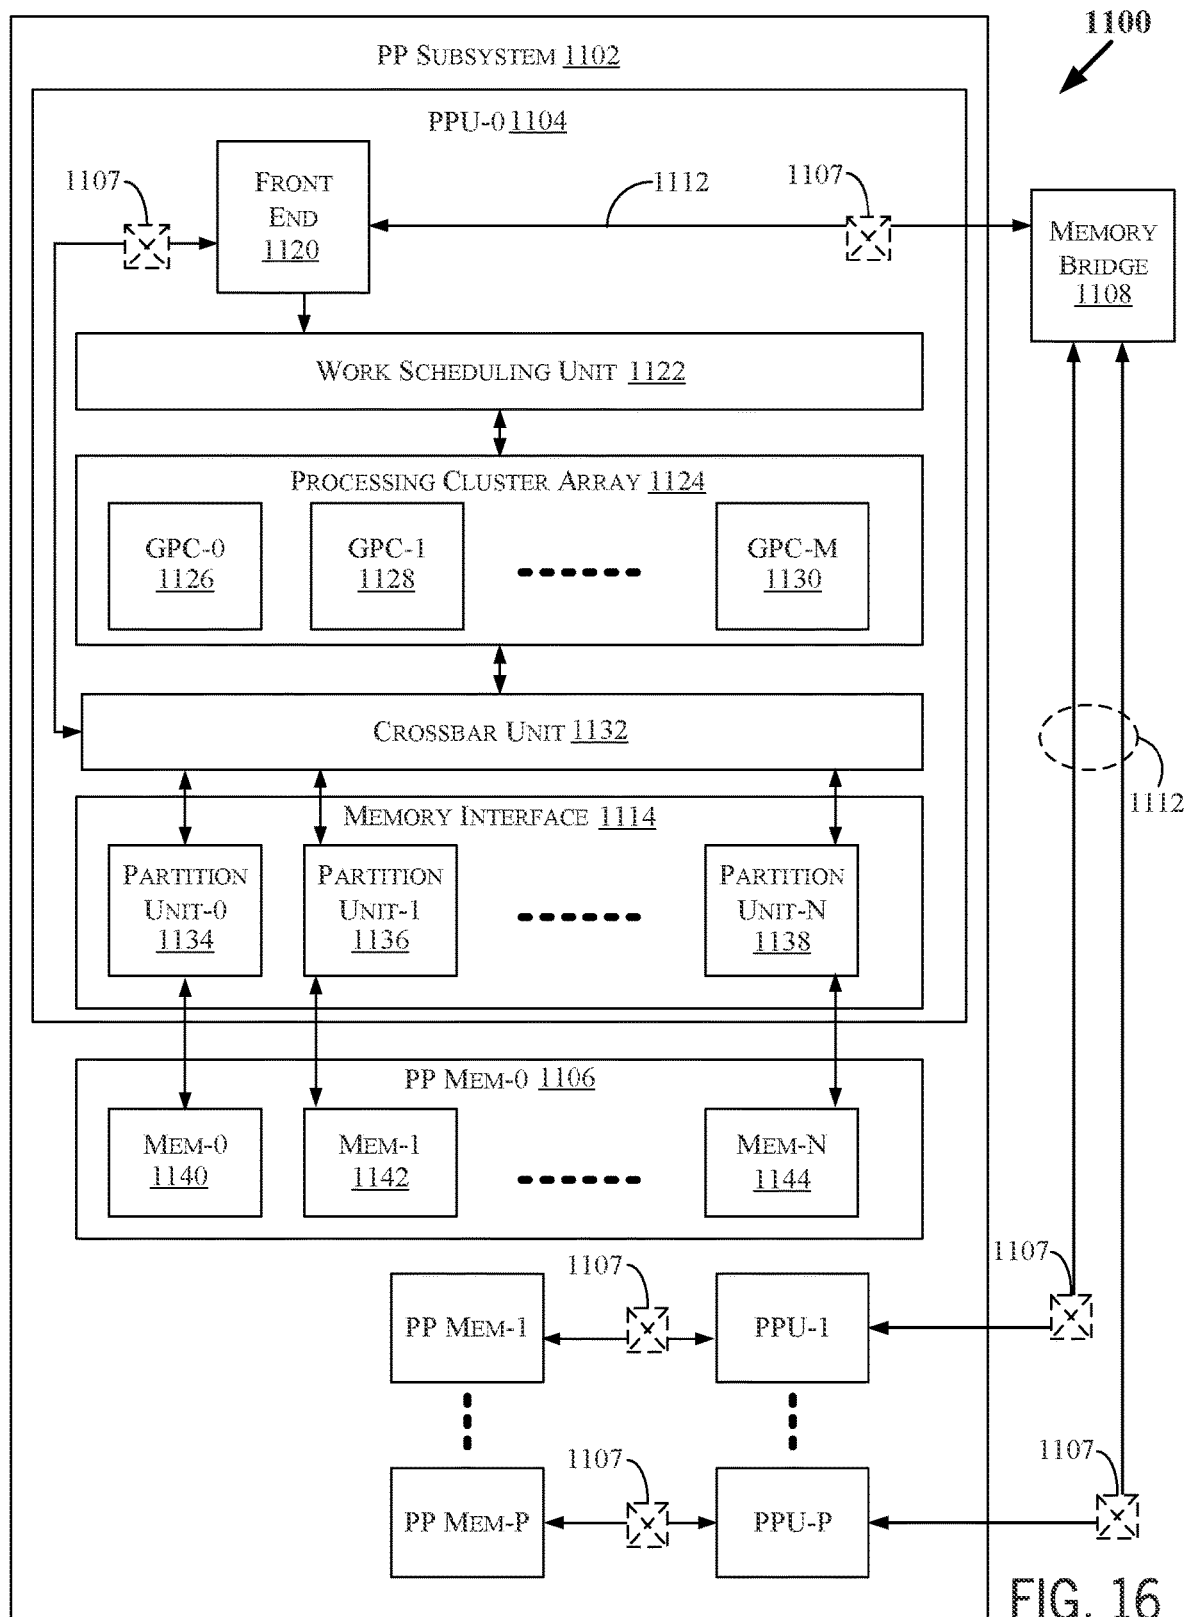 1100
PP SUBSYSTEM 1102
PPU-0 1104
1107
FRONT
END
1120
1112
1107
MEMORY
BRIDGE
1108
WORK SCHEDULING UNIT 1122
PROCESSING CLUSTER ARRAY 1124
GPC-0
1126
GPC-1
1128
GPC-M
1130
CROSSBAR UNIT 1132
1112
MEMORY INTERFACE 1114
PARTITION
UNIT-0
1134
PARTITION
UNIT-1
1136
PARTITION
UNIT-N
1138
PP MEM-0 1106
MEM-0
1140
MEM-1
1142
MEM-N
1144
1107
1107
PP MEM-1
PPU-1
1107
1107
PP MEM-P
PPU-P
FIG. 16